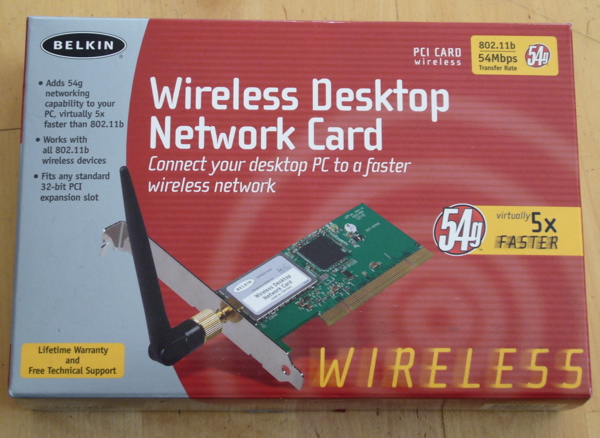 BELKIN
PCI CARD
wireless
802.11b
54Mbps
Transfer Rate
54g
• Adds 54g
networking
capability to your
PC, virtually 5x
faster than 802.11b
• Works with
all 802.11b
wireless devices
• Fits any standard
32-bit PCI
expansion slot
Wireless Desktop
Network Card
Connect your desktop PC to a faster
wireless network
54g
virtually 5x
FASTER
BELKIN
Wireless Desktop
Network Card
Lifetime Warranty
and
Free Technical Support
WIRELESS